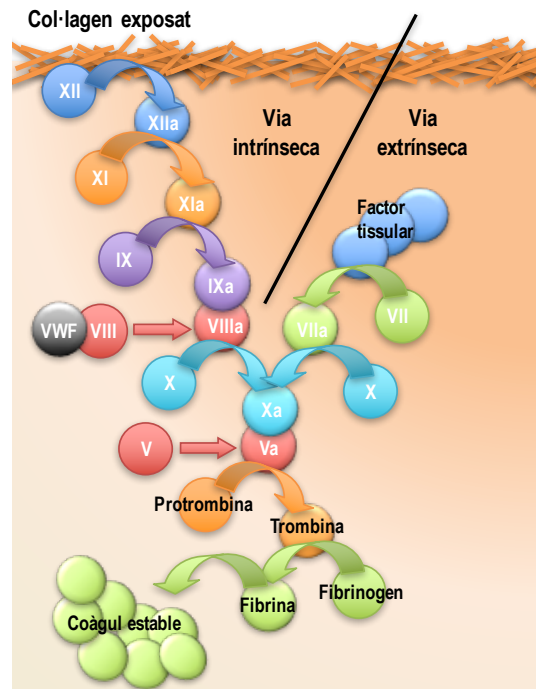 Col·lagen exposat
XII
XIIa
Via
intrínseca
Via
extrínseca
XI
XIa
Factor
tissular
IX
IXa
VWF
VIII
VIIIa
VIIa
VII
X
Xa
X
V
Va
Protrombina
Trombina
Fibrina
Fibrinogen
Coàgul estable